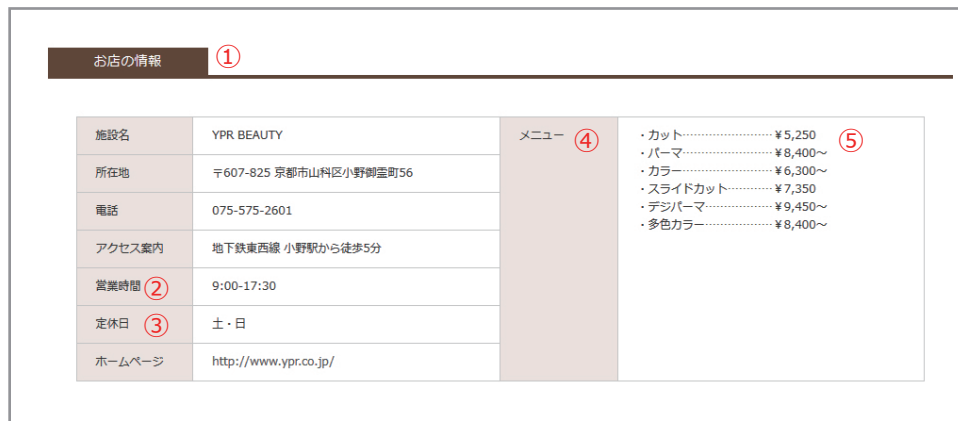 お店の情報 ①
施設名 YPR BEAUTY
所在地 〒607-825 京都市山科区小野御霊町56
電話 075-575-2601
アクセス案内 地下鉄東西線 小野駅から徒歩5分
営業時間 ② 9:00-17:30
定休日 ③ 土・日
ホームページ http://www.ypr.co.jp/
メニュー ④
・カット……………………¥5,250 ⑤
・パーマ……………………¥8,400～
・カラー……………………¥6,300～
・スライドカット…………¥7,350
・デジパーマ………………¥9,450～
・多色カラー………………¥8,400～